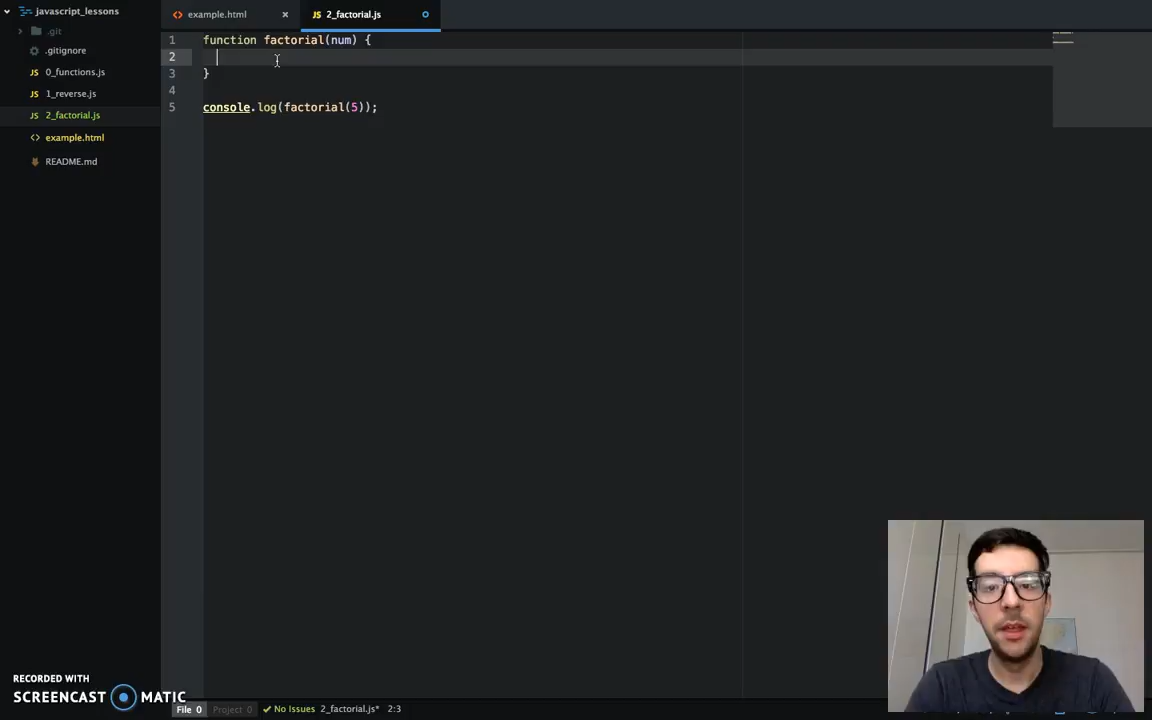 javascript_lessons
.git
.gitignore
0_functions.js
1_reverse.js
2_factorial.js
example.html
README.md
example.html
2_factorial.js
1 function factorial(num) {
2
3 }
4
5 console.log(factorial(5));
RECORDED WITH
SCREENCAST MATIC
File 0 Project 0 No Issues 2_factorial.js* 2:3